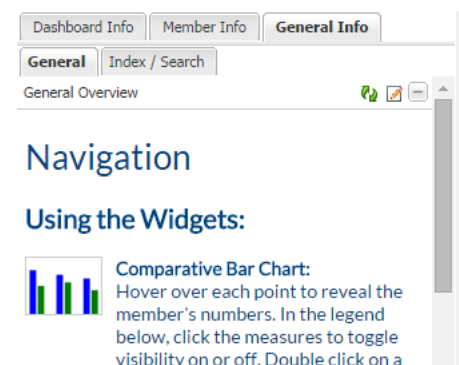 Dashboard Info Member Info General Info
General Index / Search
General Overview
Navigation
Using the Widgets:
Comparative Bar Chart:
Hover over each point to reveal the
member's numbers. In the legend
below, click the measures to toggle
visibility on or off. Double click on a